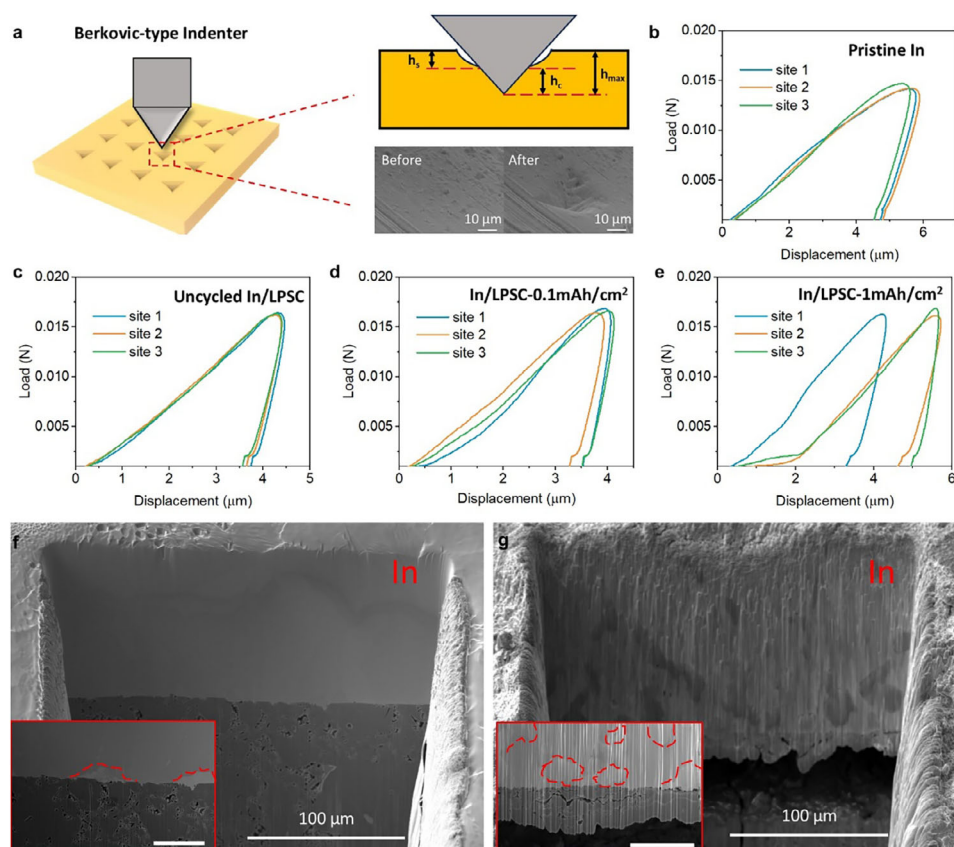 a
Berkovic-type Indenter
hs
hc
hmax
Before
After
10 μm
10 μm
b
Pristine In
site 1
site 2
site 3
Load (N)
0.020
0.015
0.010
0.005
0
2
4
6
Displacement (μm)
c
Uncycled In/LPSC
site 1
site 2
site 3
Load (N)
0.020
0.015
0.010
0.005
0
1
2
3
4
5
Displacement (μm)
d
In/LPSC-0.1mAh/cm²
site 1
site 2
site 3
Load (N)
0.020
0.015
0.010
0.005
0
1
2
3
4
Displacement (μm)
e
In/LPSC-1mAh/cm²
site 1
site 2
site 3
Load (N)
0.020
0.015
0.010
0.005
0
2
4
6
Displacement (μm)
f
In
100 μm
g
In
100 μm